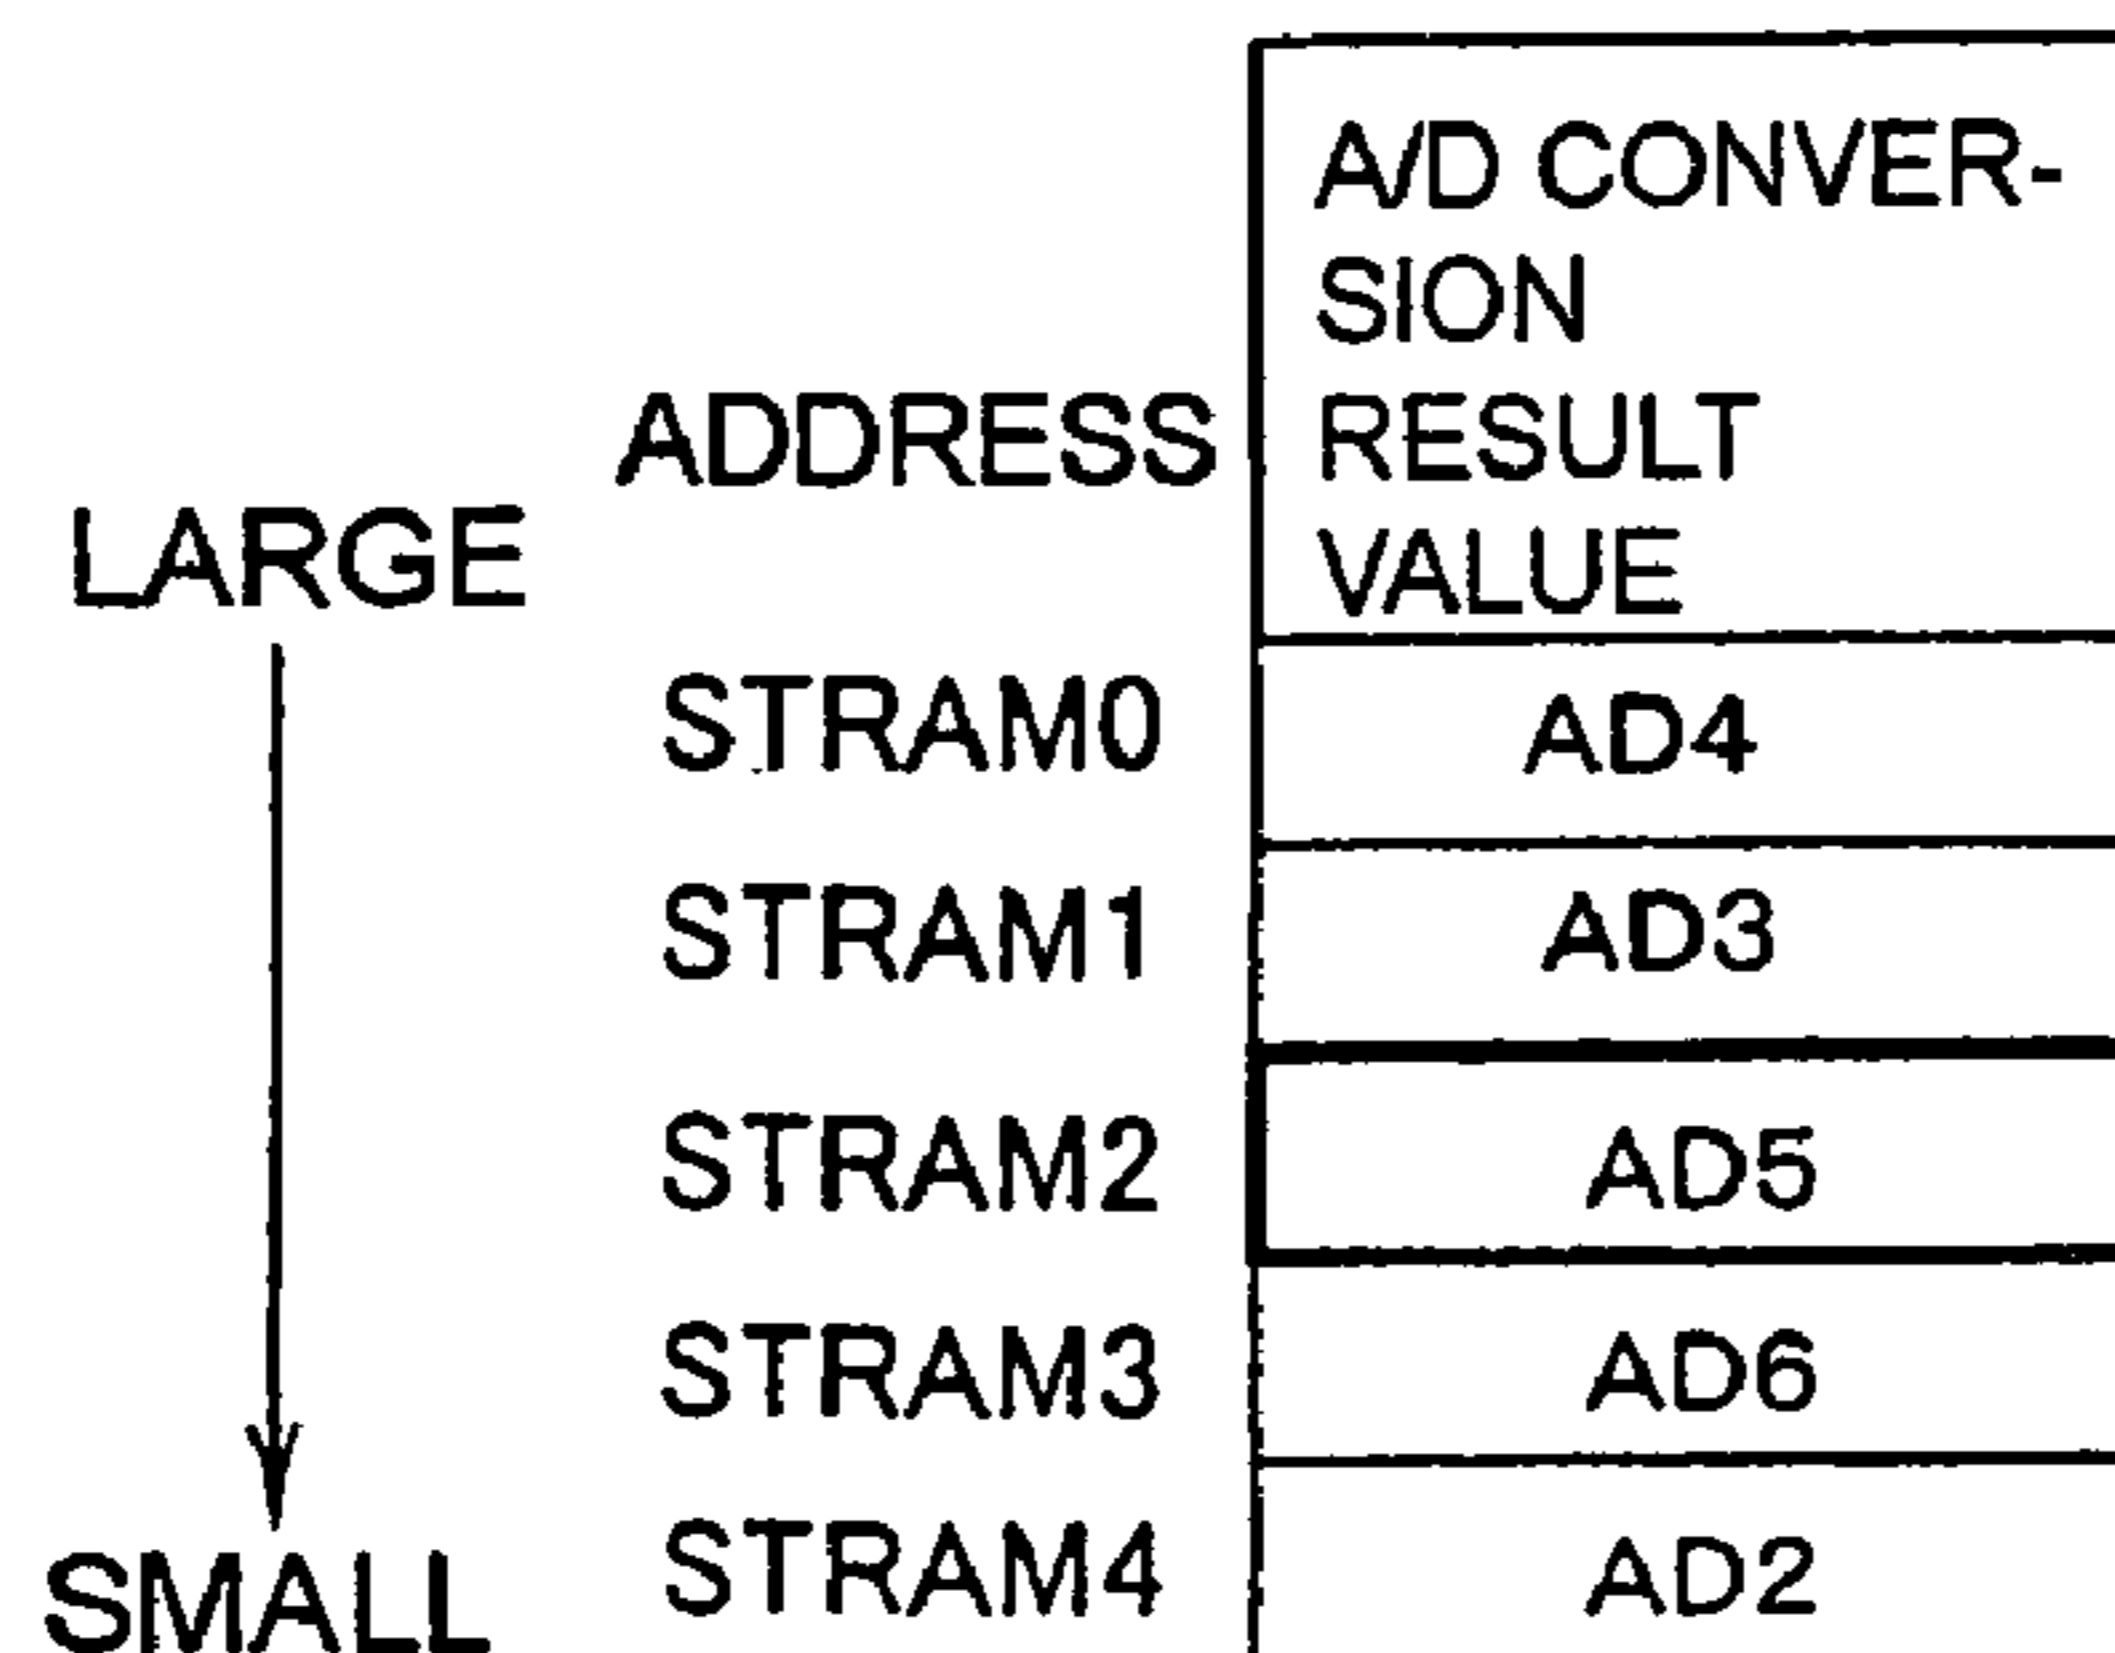 A/D CONVER-
SION
RESULT
VALUE
ADDRESS
LARGE
STRAM0 AD4
STRAM1 AD3
STRAM2 AD5
STRAM3 AD6
STRAM4 AD2
SMALL